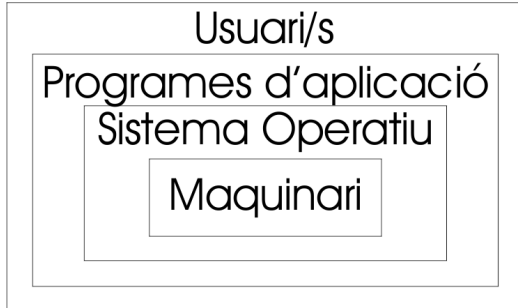 Usuari/s
Programes d’aplicació
Sistema Operatiu
Maquinari